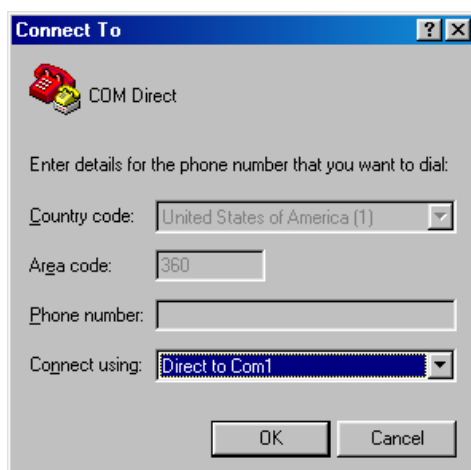 Connect To
COM Direct
Enter details for the phone number that you want to dial:
Country code: United States of America (1)
Area code: 360
Phone number:
Connect using: Direct to Com1
OK Cancel